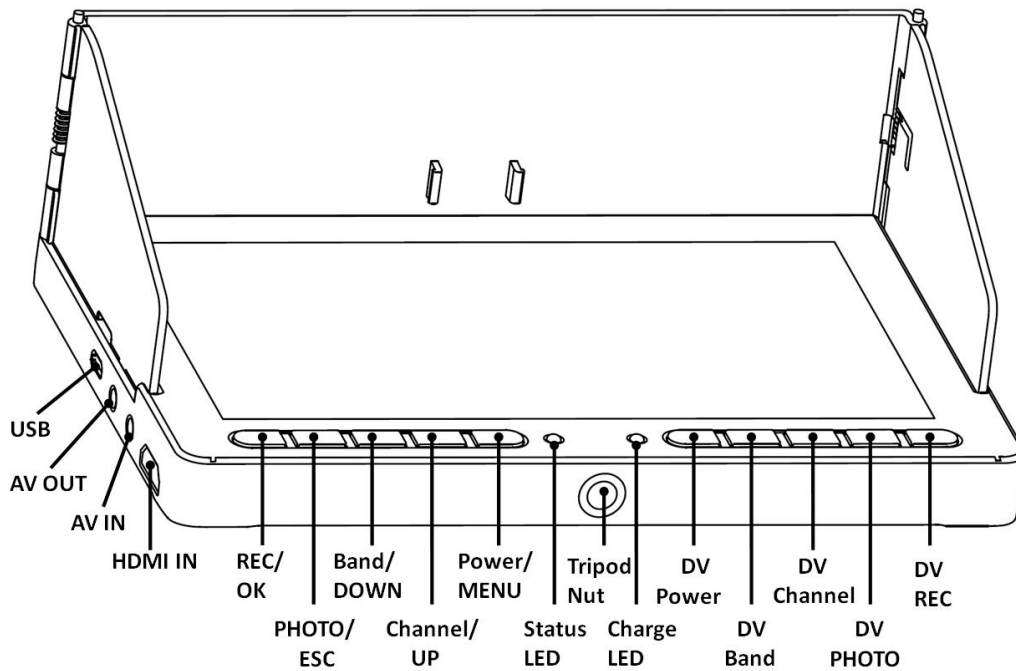 USB
AV OUT
AV IN
HDMI IN
REC/
OK
PHOTO/
ESC
Band/
DOWN
Channel/
UP
Power/
MENU
Status
LED
Tripod
Nut
Charge
LED
DV
Power
DV
Band
DV
Channel
DV
PHOTO
DV
REC